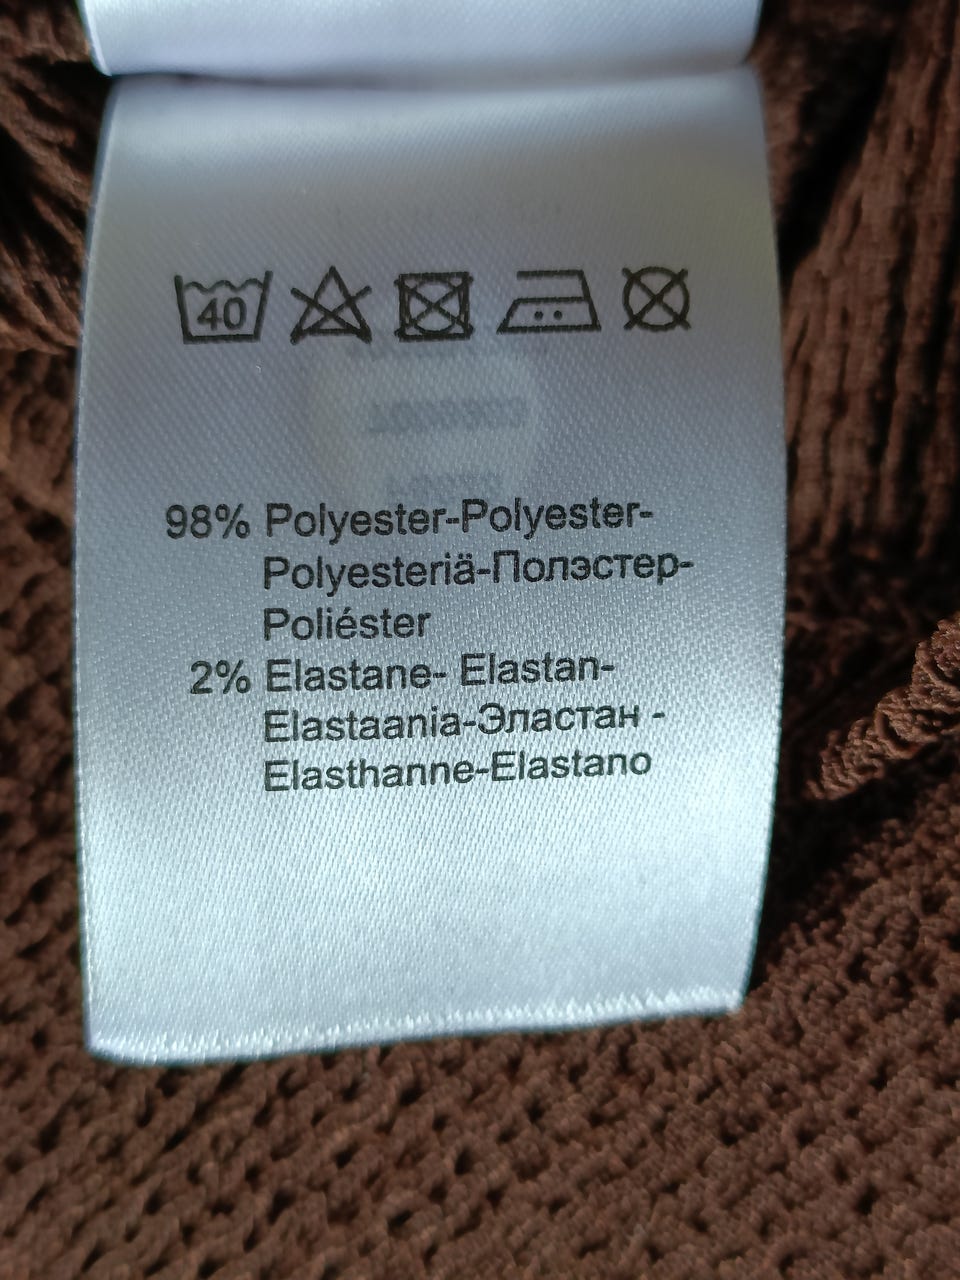 40
98% Polyester-Polyester-
Polyesteriä-Полэстер-
Poliéster
2% Elastane- Elastan-
Elastaania-Эластан -
Elasthanne-Elastano